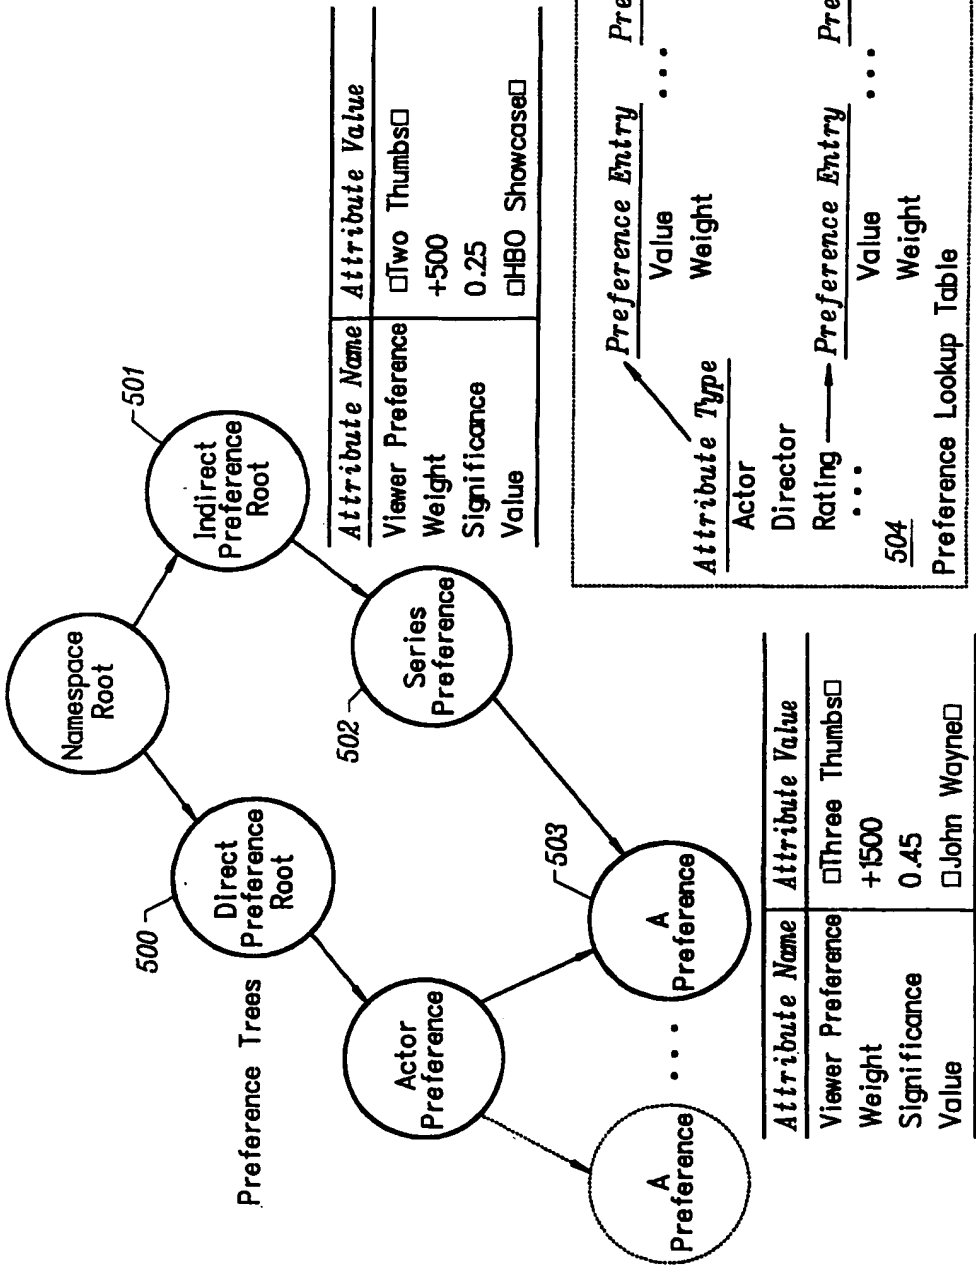 Preference Trees
Namespace
Root
500
Direct
Preference
Root
501
Indirect
Preference
Root
Actor
Preference
502
Series
Preference
A
Preference
• • •
503
A
Preference
Attribute Name Attribute Value
Viewer Preference □Two Thumbs□
Weight +500
Significance 0.25
Value □HBO Showcase□
Attribute Name Attribute Value
Viewer Preference □Three Thumbs□
Weight +1500
Significance 0.45
Value □John Wayne□
Attribute Type
Actor
Director
Rating
• • •
Preference Entry
Value
Weight
• • •
Preference Entry
Value
Weight
• • •
504
Preference Lookup Table